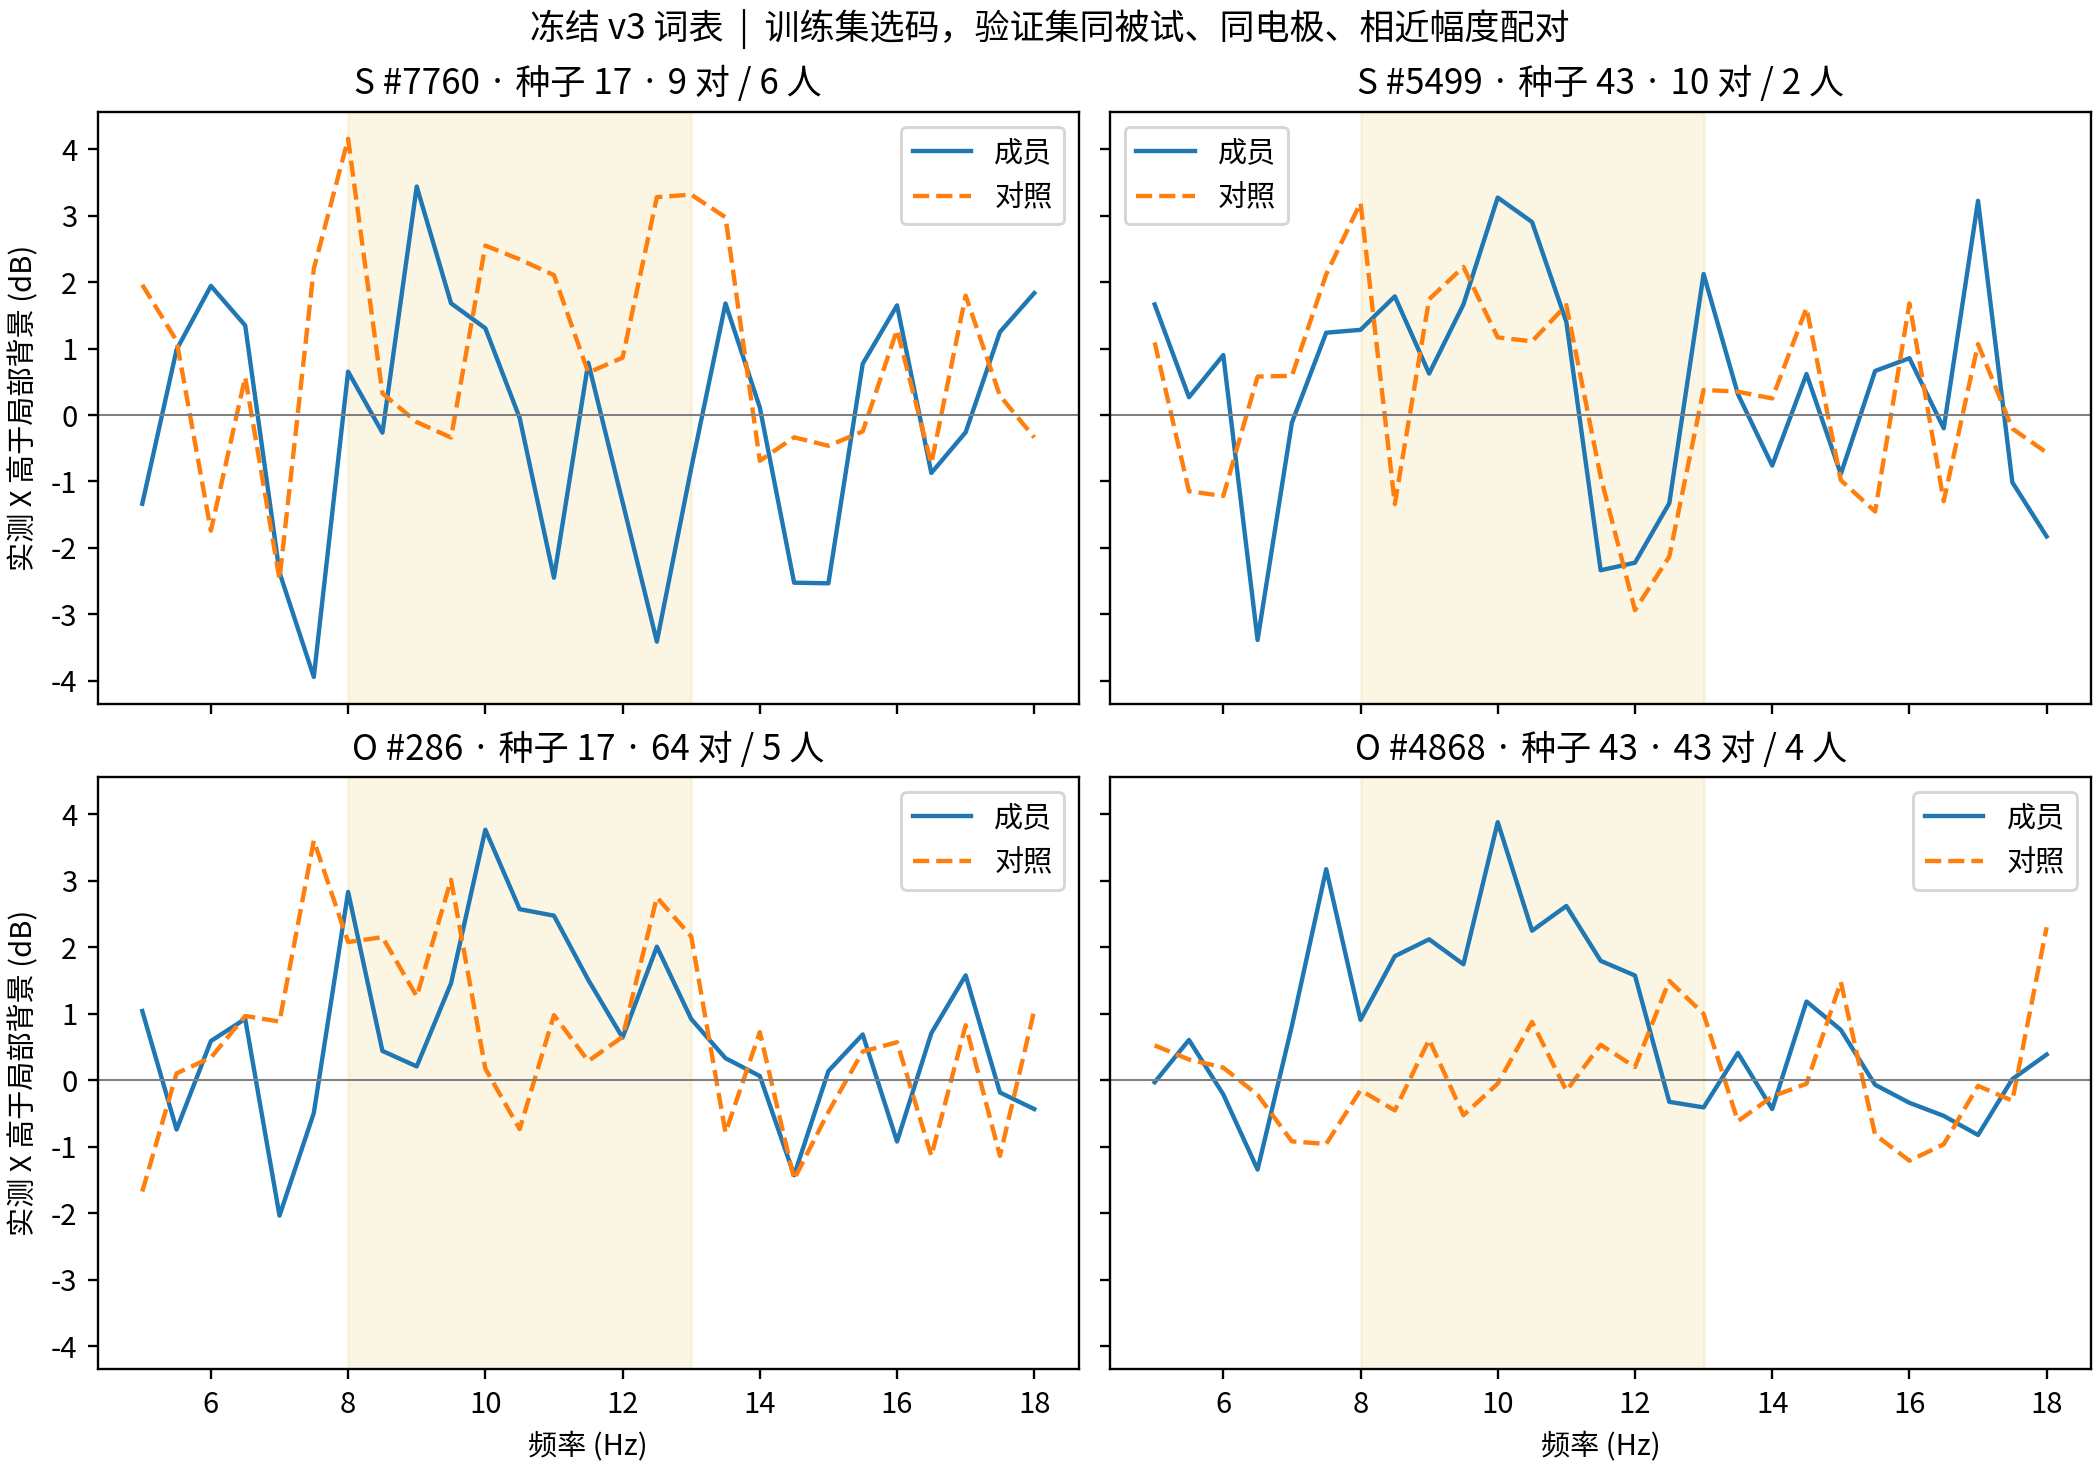 冻结 v3 词表 | 训练集选码，验证集同被试、同电极、相近幅度配对
S #7760 · 种子 17 · 9 对 / 6 人
S #5499 · 种子 43 · 10 对 / 2 人
成员
对照
成员
对照
4
3
2
1
0
-1
-2
-3
-4
实测 X 高于局部背景 (dB)
O #286 · 种子 17 · 64 对 / 5 人
O #4868 · 种子 43 · 43 对 / 4 人
成员
对照
成员
对照
4
3
2
1
0
-1
-2
-3
-4
实测 X 高于局部背景 (dB)
6 8 10 12 14 16 18
6 8 10 12 14 16 18
频率 (Hz)
频率 (Hz)